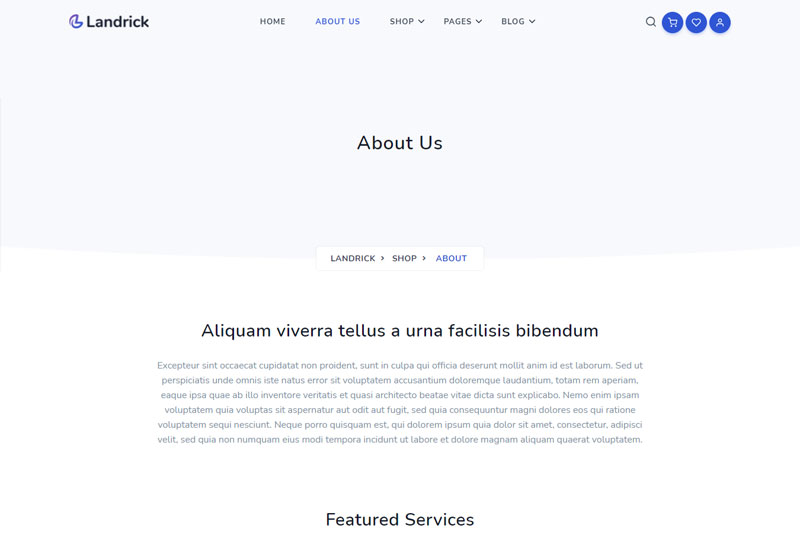 Landrick
HOME ABOUT US SHOP PAGES BLOG
About Us
LANDRICK > SHOP > ABOUT
Aliquam viverra tellus a urna facilisis bibendum
Excepteur sint occaecat cupidatat non proident, sunt in culpa qui officia deserunt mollit anim id est laborum. Sed ut
perspiciatis unde omnis iste natus error sit voluptatem accusantium doloremque laudantium, totam rem aperiam,
eaque ipsa quae ab illo inventore veritatis et quasi architecto beatae vitae dicta sunt explicabo. Nemo enim ipsam
voluptatem quia voluptas sit aspernatur aut odit aut fugit, sed quia consequuntur magni dolores eos qui ratione
voluptatem sequi nesciunt. Neque porro quisquam est, qui dolorem ipsum quia dolor sit amet, consectetur, adipisci
velit, sed quia non numquam eius modi tempora incidunt ut labore et dolore magnam aliquam quaerat voluptatem.
Featured Services